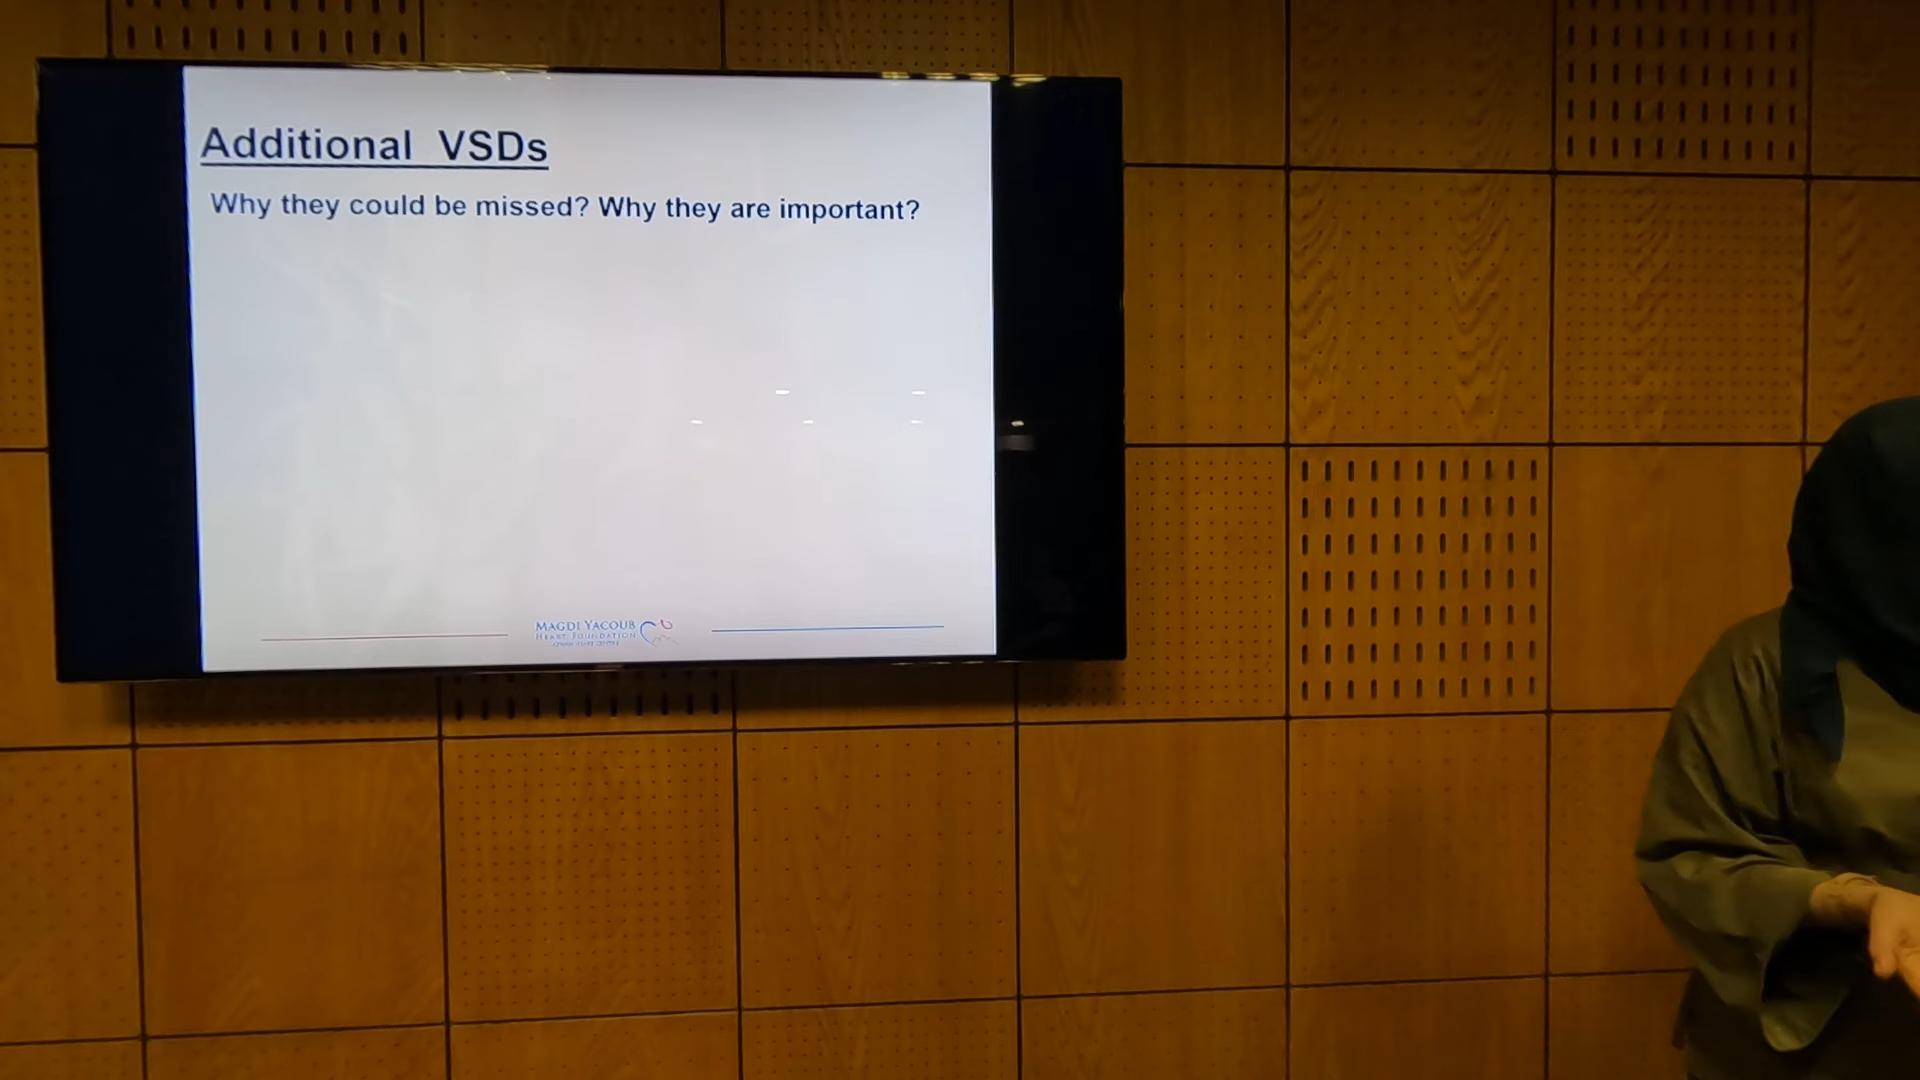 Additional VSDs
Why they could be missed? Why they are important?
MAGDI YACOUB
HEART FOUNDATION